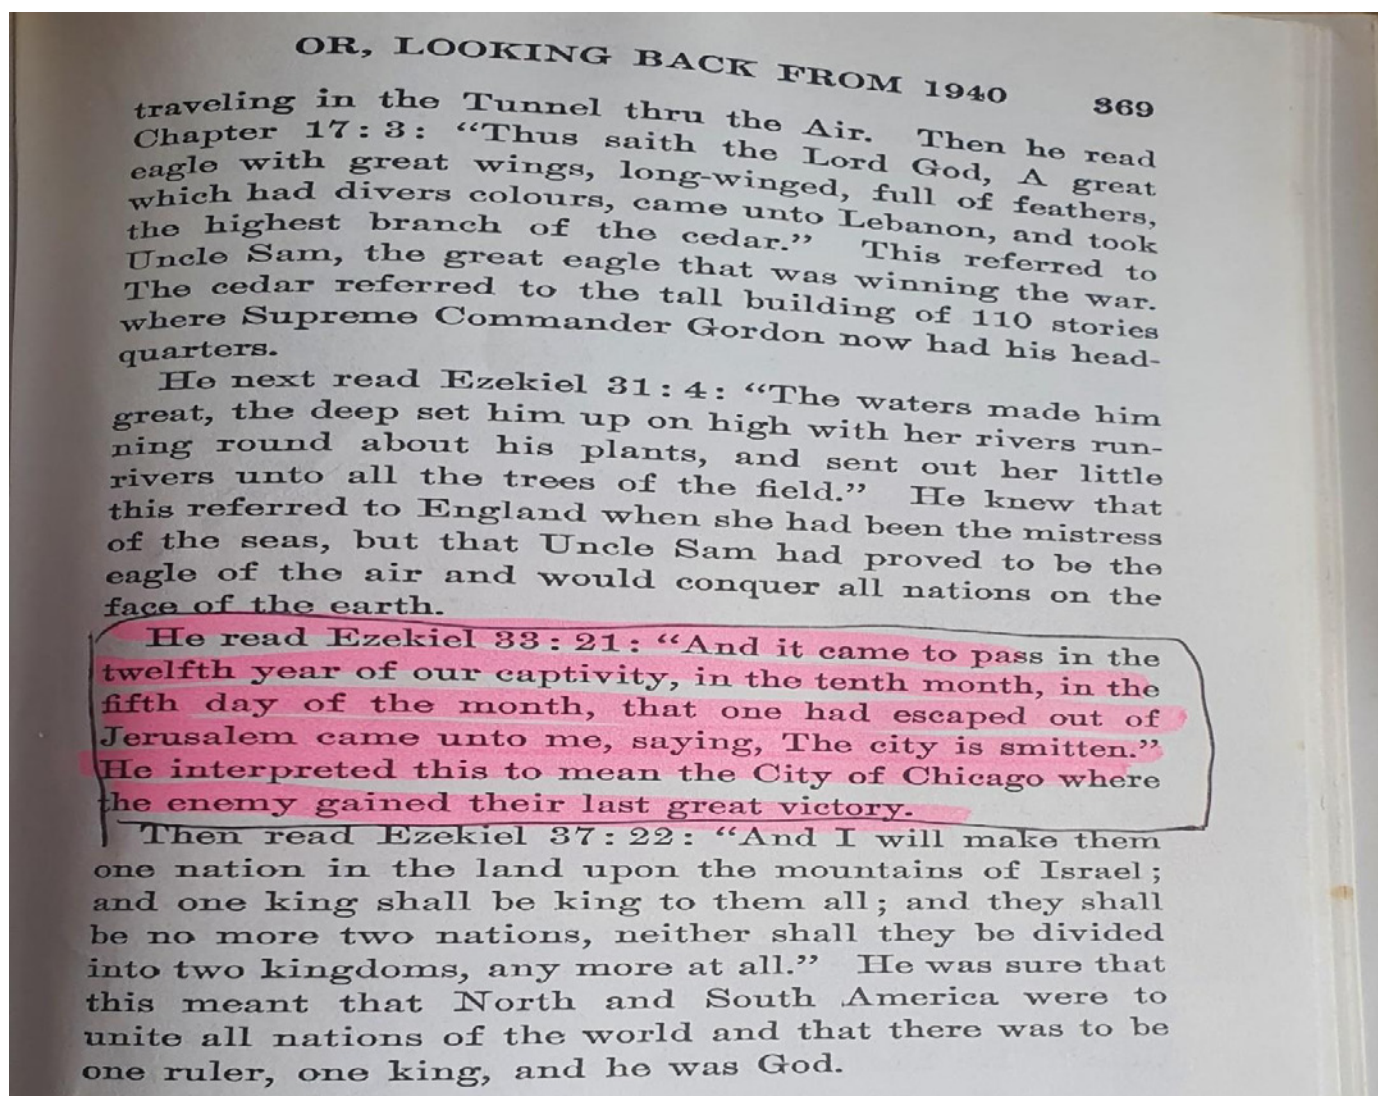 OR, LOOKING BACK FROM 1940 369
traveling in the Tunnel thru the Air. Then he read
Chapter 17:3: “Thus saith the Lord God, A great
eagle with great wings, long-winged, full of feathers,
which had divers colours, came unto Lebanon, and took
the highest branch of the cedar.” This referred to
Uncle Sam, the great eagle that was winning the war.
The cedar referred to the tall building of 110 stories
where Supreme Commander Gordon now had his head-
quarters.
He next read Ezekiel 31:4: “The waters made him
great, the deep set him up on high with her rivers run-
ning round about his plants, and sent out her little
rivers unto all the trees of the field.” He knew that
this referred to England when she had been the mistress
of the seas, but that Uncle Sam had proved to be the
eagle of the air and would conquer all nations on the
face of the earth.
He read Ezekiel 33:21: “And it came to pass in the
twelfth year of our captivity, in the tenth month, in the
fifth day of the month, that one had escaped out of
Jerusalem came unto me, saying, The city is smitten.”
He interpreted this to mean the City of Chicago where
the enemy gained their last great victory.
Then read Ezekiel 37:22: “And I will make them
one nation in the land upon the mountains of Israel;
and one king shall be king to them all; and they shall
be no more two nations, neither shall they be divided
into two kingdoms, any more at all.” He was sure that
this meant that North and South America were to
unite all nations of the world and that there was to be
one ruler, one king, and he was God.